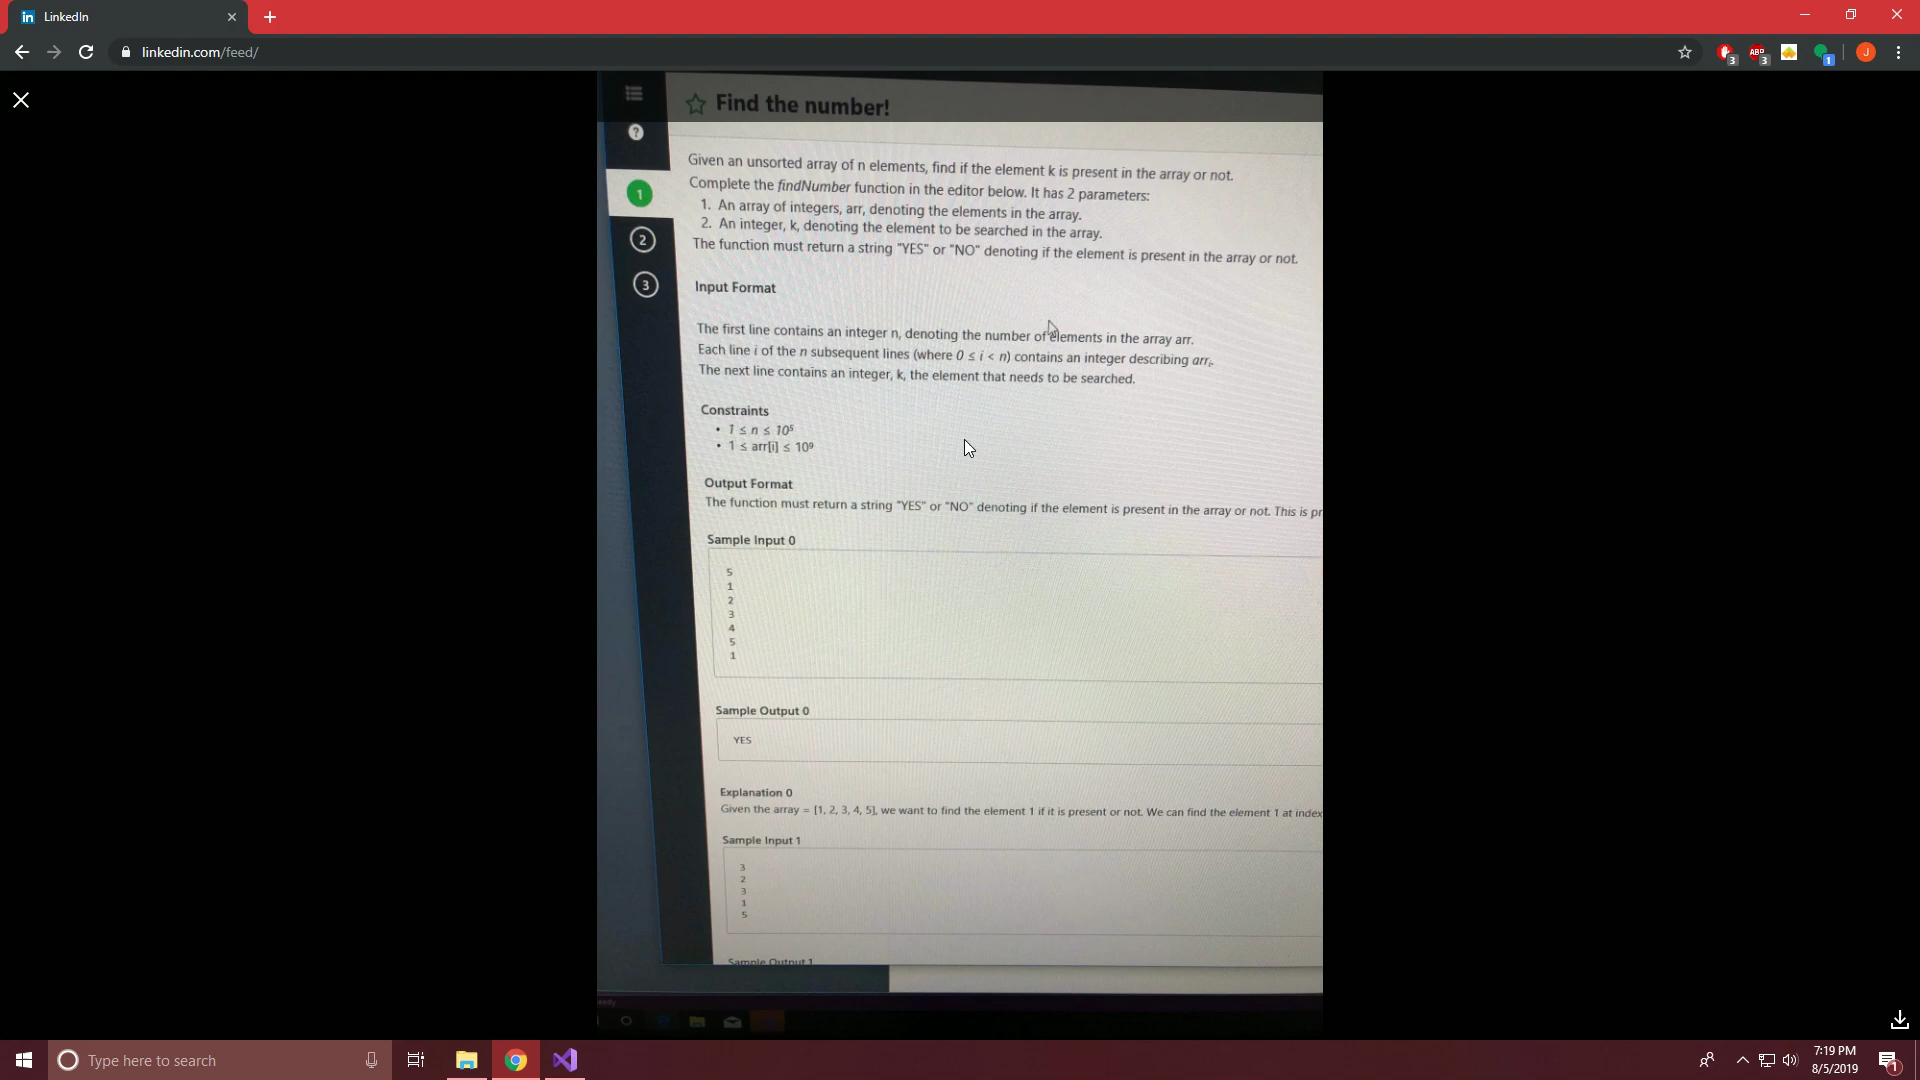 LinkedIn
linkedin.com/feed/
3
ABP
3
1
J
Find the number!
?
Given an unsorted array of n elements, find if the element k is present in the array or not.
1
Complete the findNumber function in the editor below. It has 2 parameters:
1. An array of integers, arr, denoting the elements in the array.
2. An integer, k, denoting the element to be searched in the array.
2
The function must return a string "YES" or "NO" denoting if the element is present in the array or not.
3
Input Format
The first line contains an integer n, denoting the number of elements in the array arr.
Each line i of the n subsequent lines (where 0 ≤ i < n) contains an integer describing arrᵢ.
The next line contains an integer, k, the element that needs to be searched.
Constraints
• 1 ≤ n ≤ 10⁵
• 1 ≤ arr[i] ≤ 10⁹
Output Format
The function must return a string "YES" or "NO" denoting if the element is present in the array or not. This is pr
Sample Input 0
5
1
2
3
4
5
1
Sample Output 0
YES
Explanation 0
Given the array = [1, 2, 3, 4, 5], we want to find the element 1 if it is present or not. We can find the element 1 at index
Sample Input 1
3
2
3
1
5
Sample Output 1
Type here to search
7:19 PM
8/5/2019
1